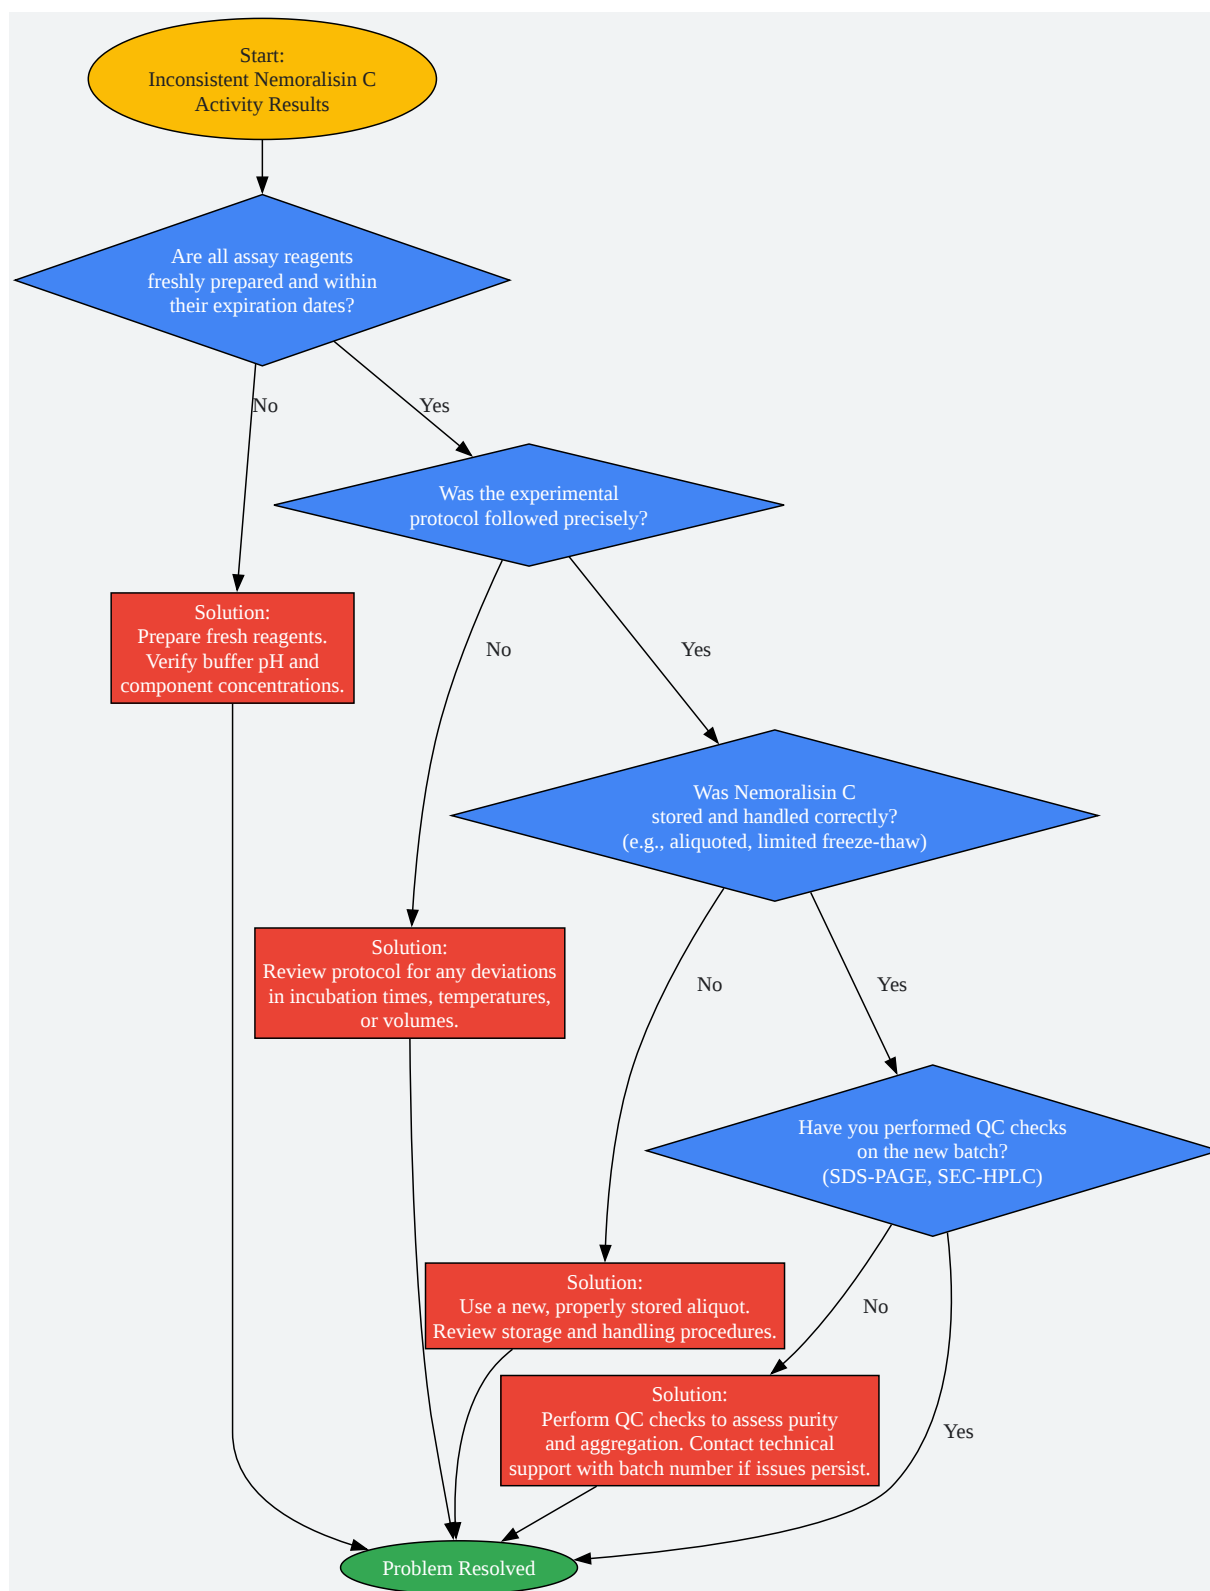 Start:
Inconsistent Nemoralisin C
Activity Results
Are all assay reagents
freshly prepared and within
their expiration dates?
No
Yes
Was the experimental
protocol followed precisely?
Solution:
Prepare fresh reagents.
Verify buffer pH and
component concentrations.
No
Yes
Was Nemoralisin C
stored and handled correctly?
(e.g., aliquoted, limited freeze-thaw)
Solution:
Review protocol for any deviations
in incubation times, temperatures,
or volumes.
No
Yes
Have you performed QC checks
on the new batch?
(SDS-PAGE, SEC-HPLC)
Solution:
Use a new, properly stored aliquot.
Review storage and handling procedures.
No
Solution:
Perform QC checks to assess purity
and aggregation. Contact technical
support with batch number if issues persist.
Yes
Problem Resolved